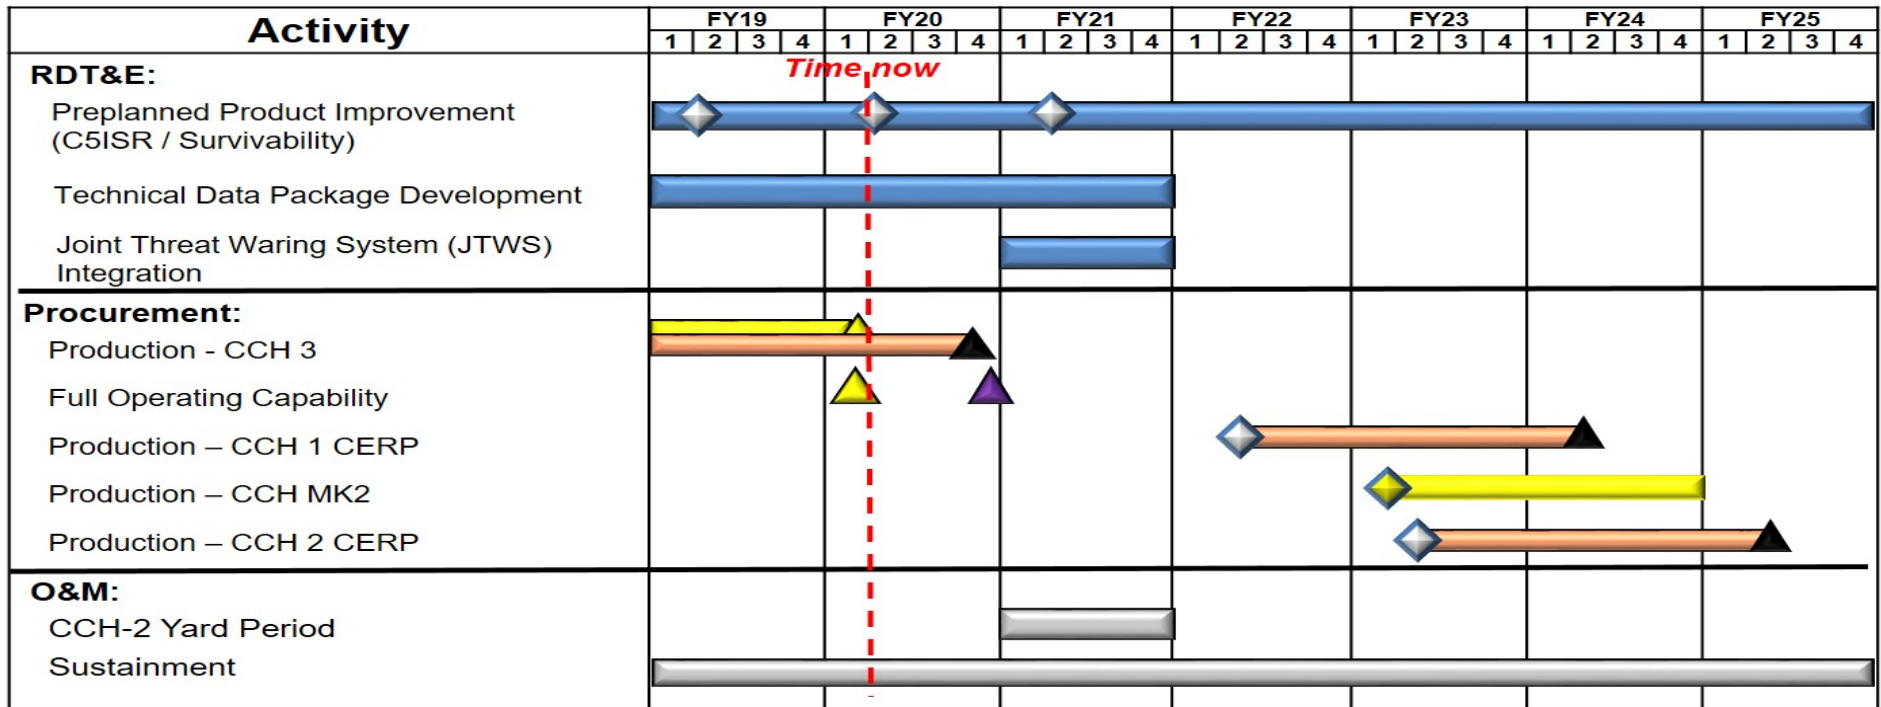 Activity
FY19 FY20 FY21 FY22 FY23 FY24 FY25
1 2 3 4 1 2 3 4 1 2 3 4 1 2 3 4 1 2 3 4 1 2 3 4 1 2 3 4
Time now
RDT&E:
Preplanned Product Improvement
(C5ISR / Survivability)
Technical Data Package Development
Joint Threat Waring System (JTWS)
Integration
Procurement:
Production - CCH 3
Full Operating Capability
Production – CCH 1 CERP
Production – CCH MK2
Production – CCH 2 CERP
O&M:
CCH-2 Yard Period
Sustainment